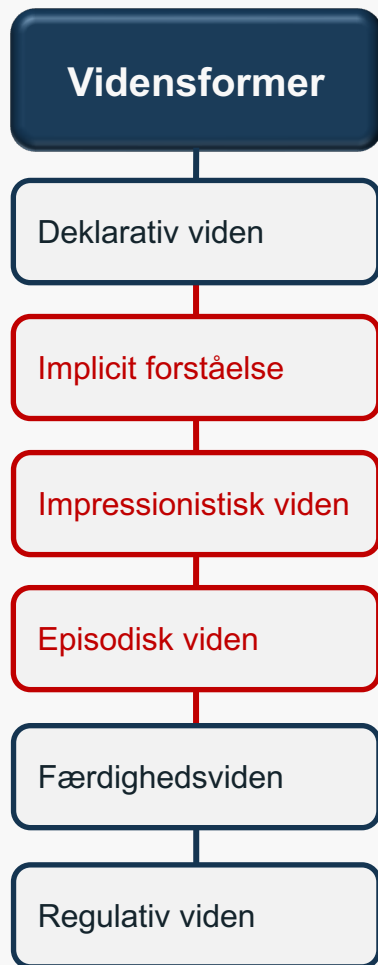 Vidensformer
Deklarativ viden
Implicit forståelse
Impressionistisk viden
Episodisk viden
Færdighedsviden
Regulativ viden